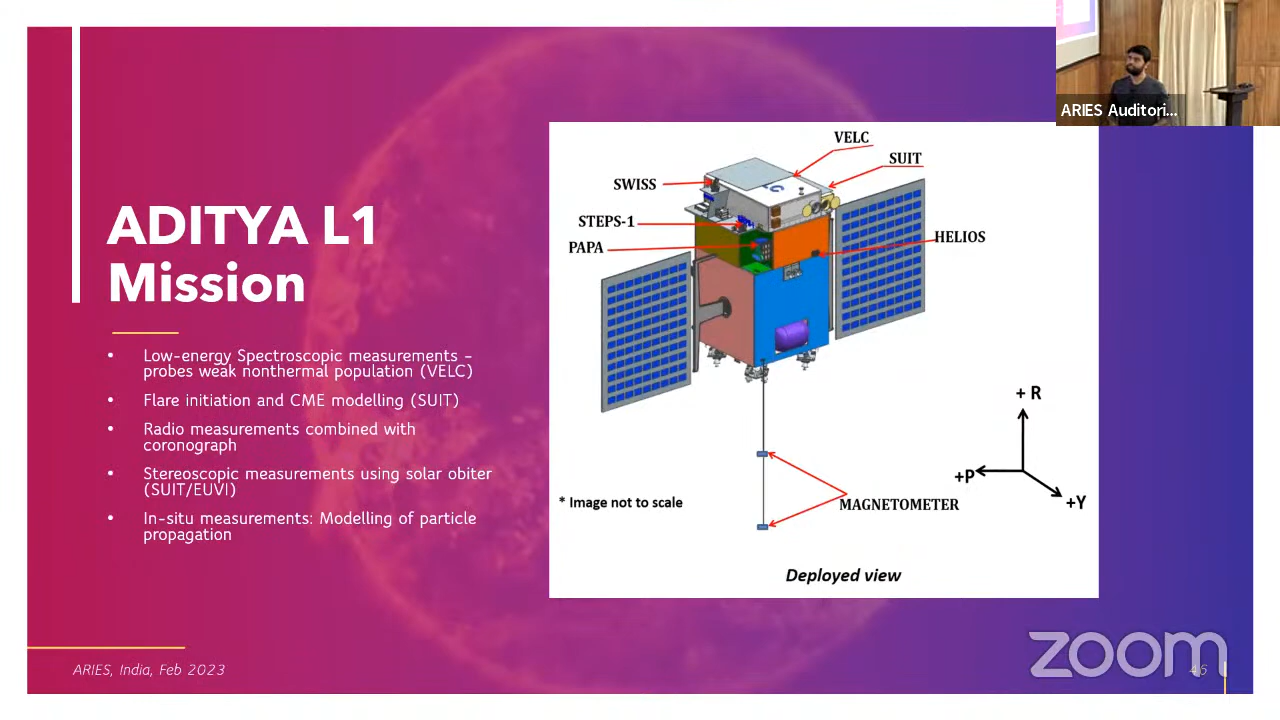 ARIES Auditori...
ADITYA L1
Mission
Low-energy Spectroscopic measurements –
probes weak nonthermal population (VELC)
Flare initiation and CME modelling (SUIT)
Radio measurements combined with
coronograph
Stereoscopic measurements using solar obiter
(SUIT/EUVI)
In-situ measurements: Modelling of particle
propagation
VELC
SUIT
SWISS
STEPS-1
PAPA
HELIOS
+ R
+P
+Y
* Image not to scale
MAGNETOMETER
Deployed view
ARIES, India, Feb 2023
zoom